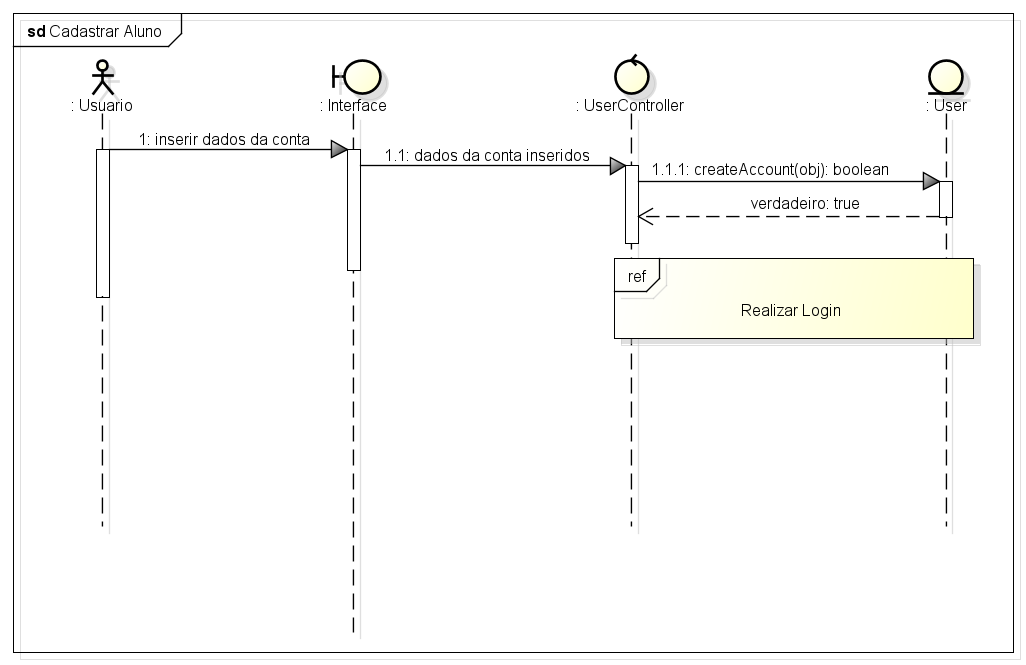 sd Cadastrar Aluno
: Usuario
: Interface
: UserController
: User
1: inserir dados da conta
1.1: dados da conta inseridos
1.1.1: createAccount(obj): boolean
verdadeiro: true
ref
Realizar Login